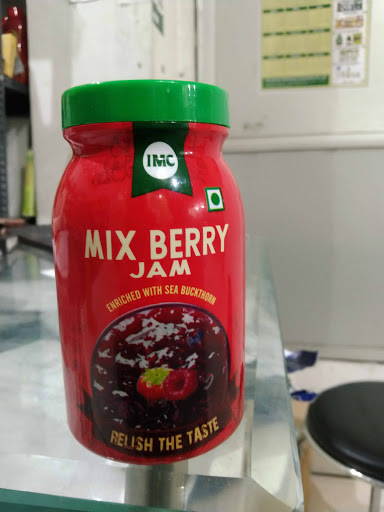 IMC
MIX BERRY
JAM
ENRICHED WITH SEA BUCKTHORN
RELISH THE TASTE